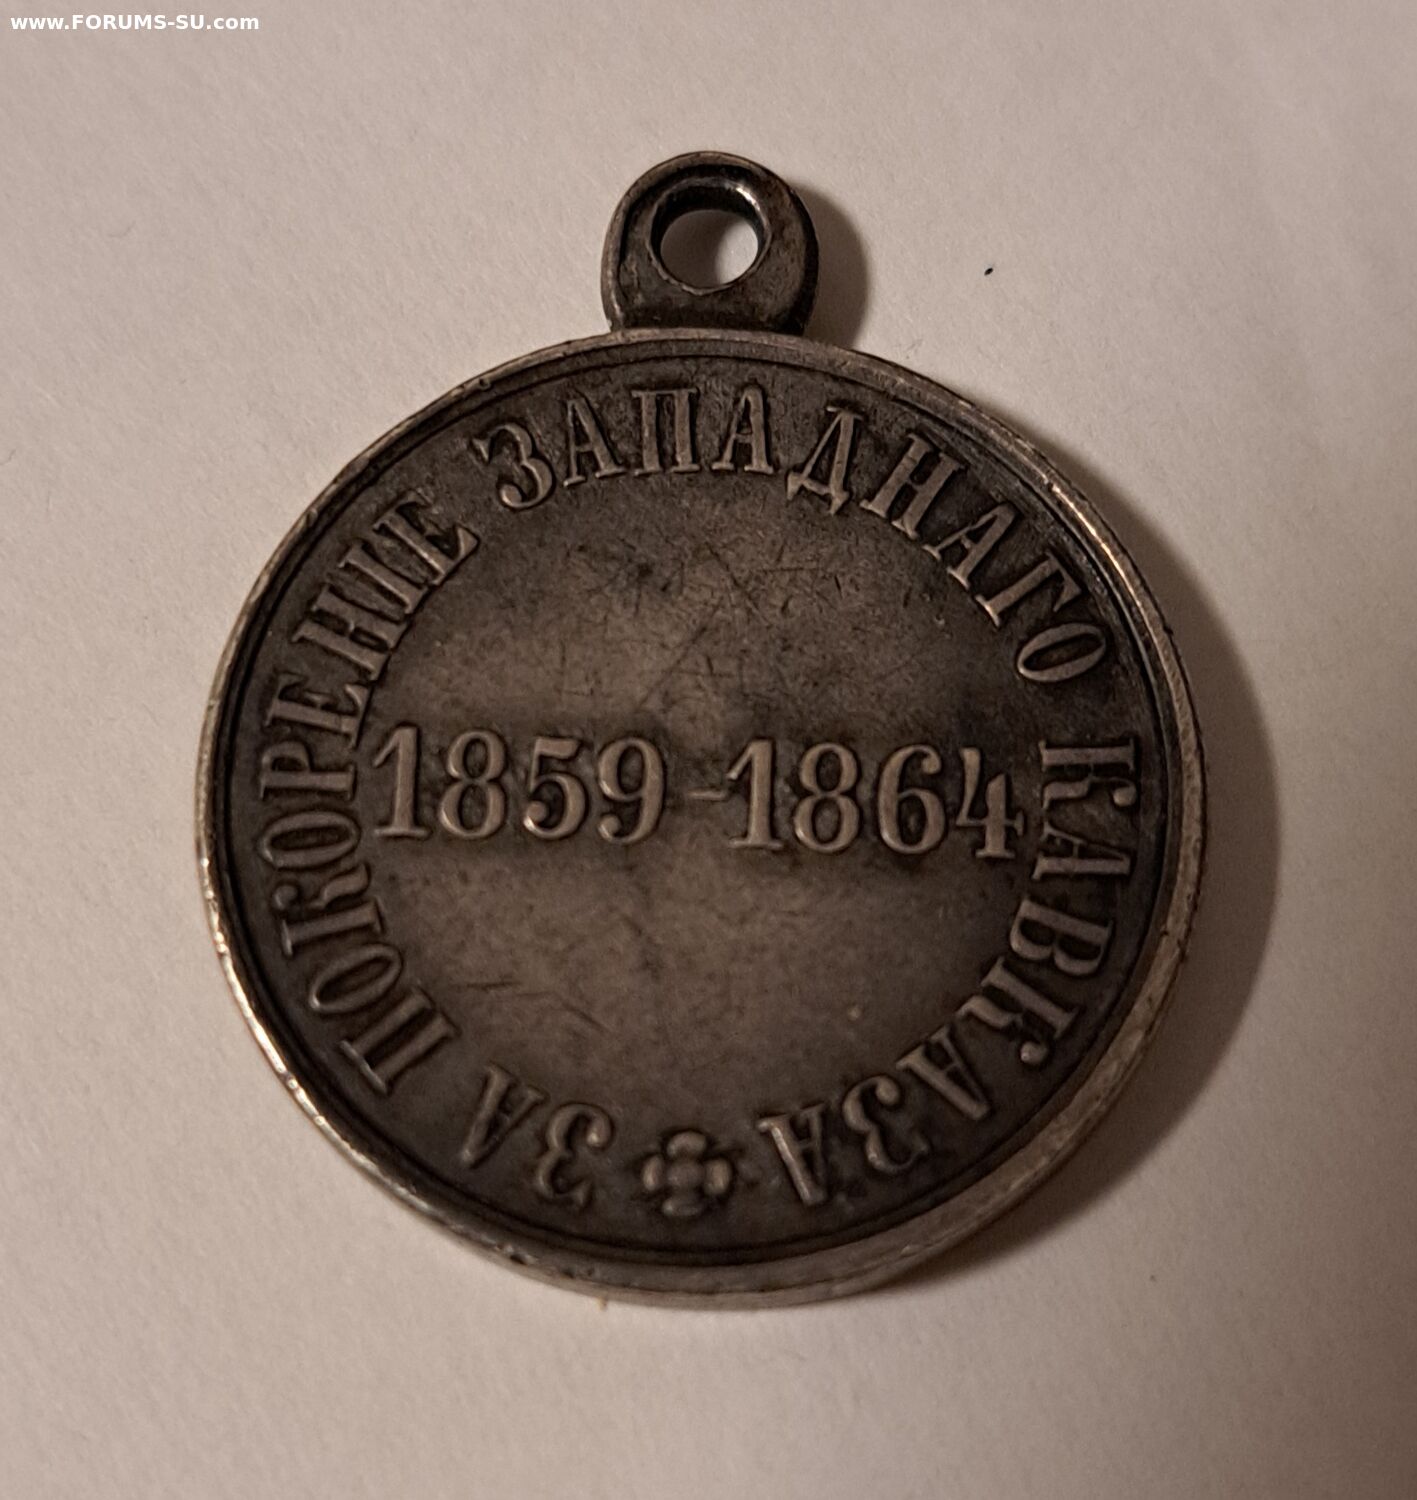 www.FORUMS-SU.com
ЗА ПОКОРЕНІЕ ЗАПАДНАГО КАВКАЗА
1859-1864